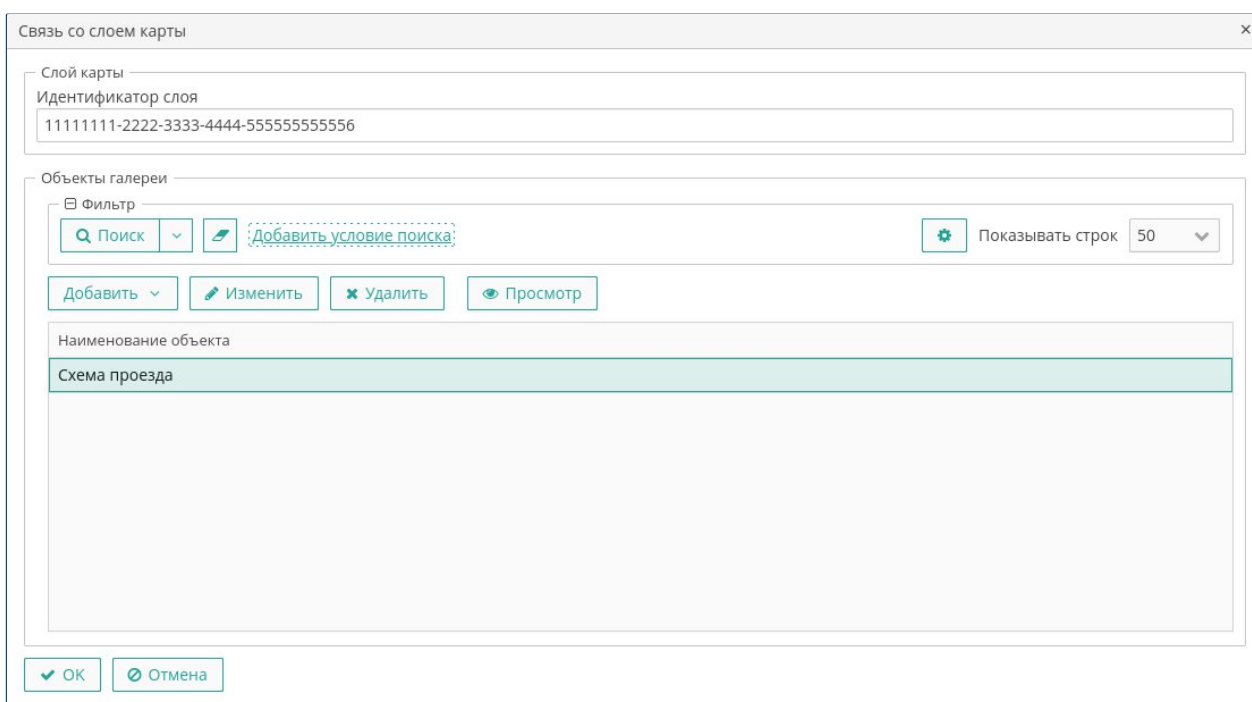 Связь со слоем карты
Слой карты
Идентификатор слоя
11111111-2222-3333-4444-555555555556
Объекты галереи
Фильтр
Поиск Добавить условие поиска Показывать строк 50
Добавить Изменить Удалить Просмотр
Наименование объекта
Схема проезда
OK Отмена